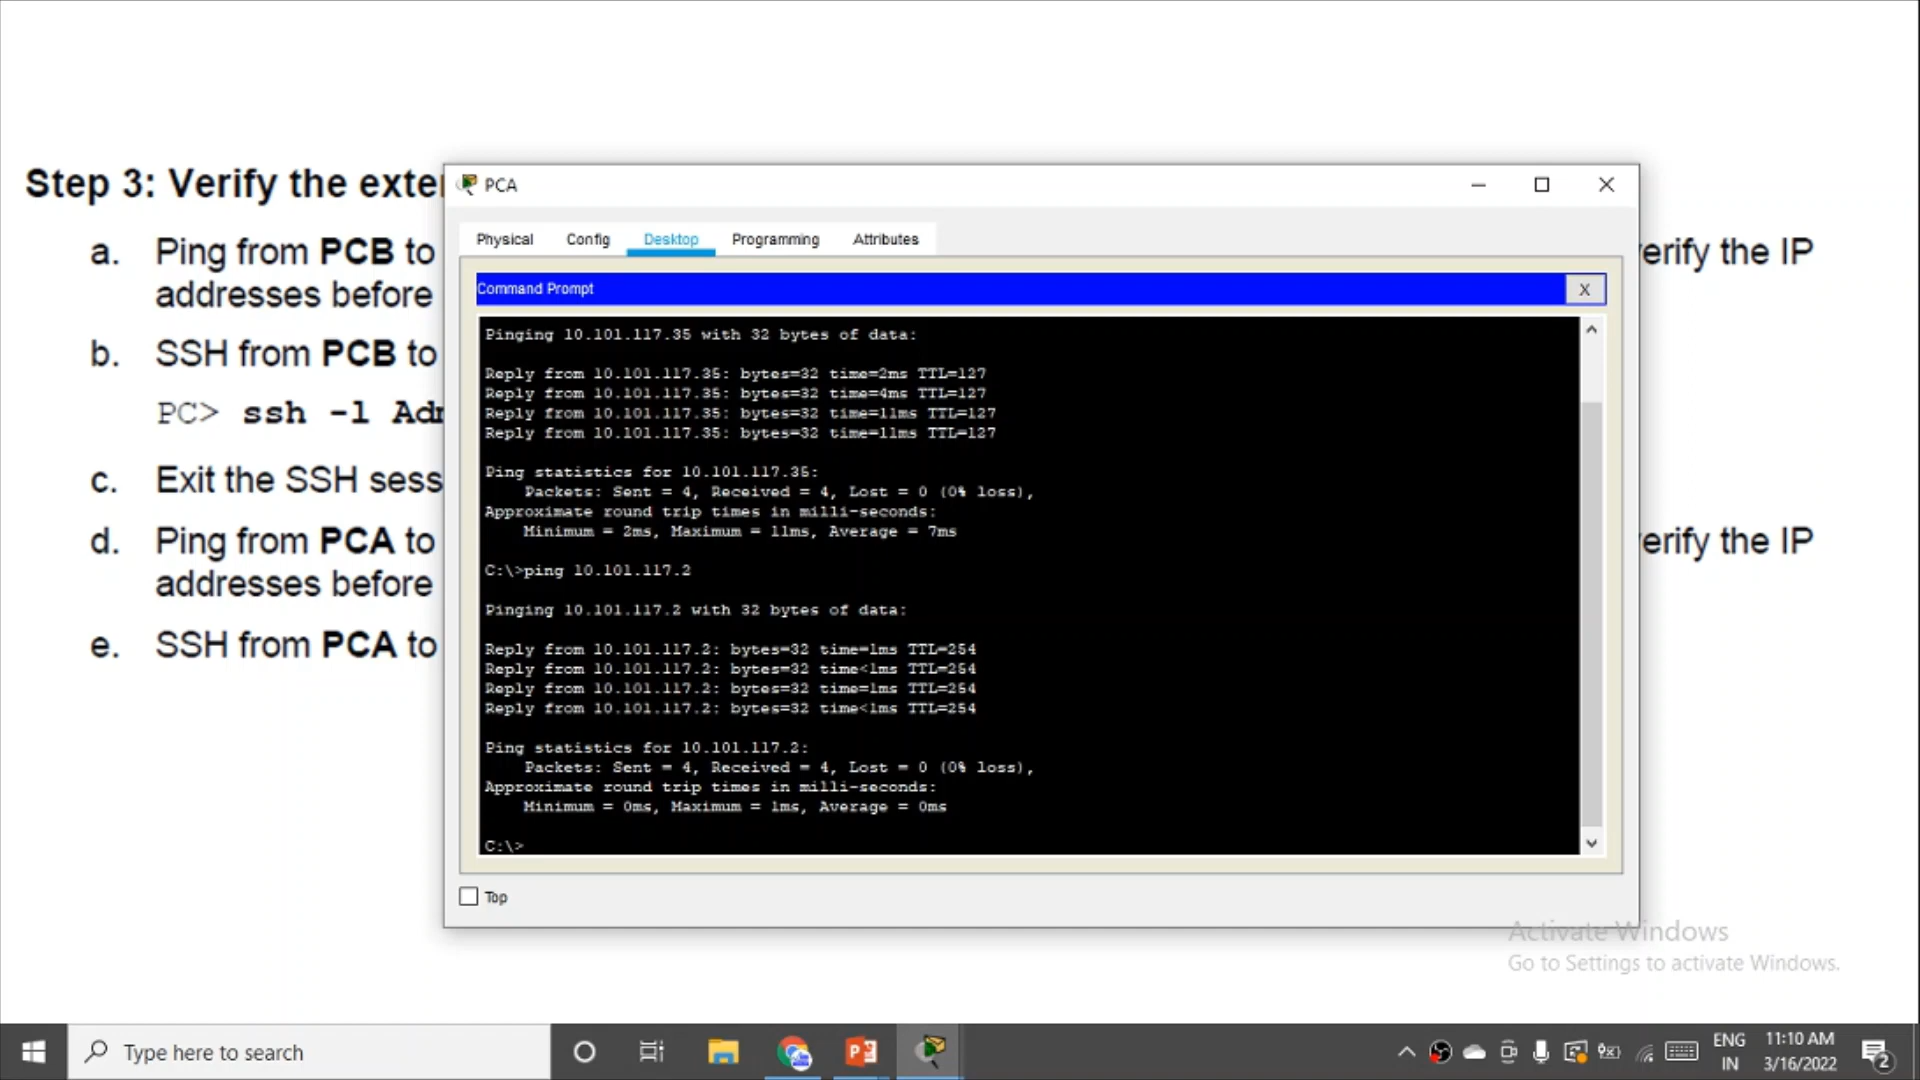 Step 3: Verify the exte
a. Ping from PCB to
erify the IP
addresses before
b. SSH from PCB to
PC> ssh -l Adm
c. Exit the SSH sess
d. Ping from PCA to
erify the IP
addresses before
e. SSH from PCA to
PCA
Physical Config Desktop Programming Attributes
Command Prompt X
Pinging 10.101.117.35 with 32 bytes of data:
Reply from 10.101.117.35: bytes=32 time=2ms TTL=127
Reply from 10.101.117.35: bytes=32 time=4ms TTL=127
Reply from 10.101.117.35: bytes=32 time=11ms TTL=127
Reply from 10.101.117.35: bytes=32 time=11ms TTL=127
Ping statistics for 10.101.117.35:
Packets: Sent = 4, Received = 4, Lost = 0 (0% loss),
Approximate round trip times in milli-seconds:
Minimum = 2ms, Maximum = 11ms, Average = 7ms
C:\>ping 10.101.117.2
Pinging 10.101.117.2 with 32 bytes of data:
Reply from 10.101.117.2: bytes=32 time=1ms TTL=254
Reply from 10.101.117.2: bytes=32 time<1ms TTL=254
Reply from 10.101.117.2: bytes=32 time=1ms TTL=254
Reply from 10.101.117.2: bytes=32 time<1ms TTL=254
Ping statistics for 10.101.117.2:
Packets: Sent = 4, Received = 4, Lost = 0 (0% loss),
Approximate round trip times in milli-seconds:
Minimum = 0ms, Maximum = 1ms, Average = 0ms
C:\>
Top
Activate Windows
Go to Settings to activate Windows.
Type here to search
ENG
IN
11:10 AM
3/16/2022
2